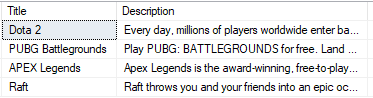 Title Description
Dota 2 Every day, millions of players worldwide enter ba...
PUBG Battlegrounds Play PUBG: BATTLEGROUNDS for free. Land ...
APEX Legends Apex Legends is the award-winning, free-to-play...
Raft Raft throws you and your friends into an epic oc...